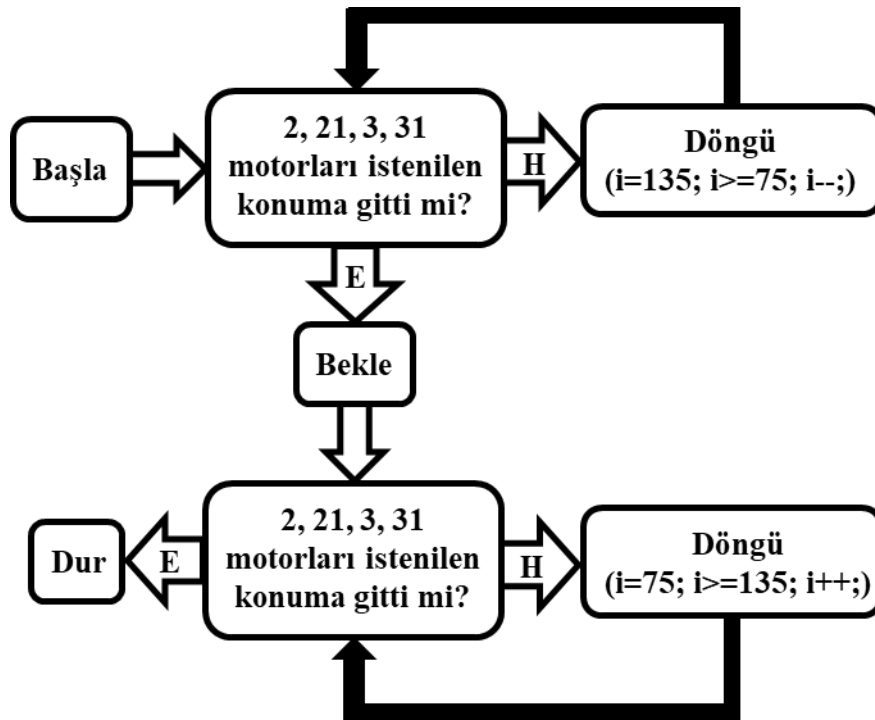 Başla
2, 21, 3, 31
motorları istenilen
konuma gitti mi?
H
Döngü
(i=135; i>=75; i--;)
E
Bekle
2, 21, 3, 31
motorları istenilen
konuma gitti mi?
E
Dur
H
Döngü
(i=75; i>=135; i++;)